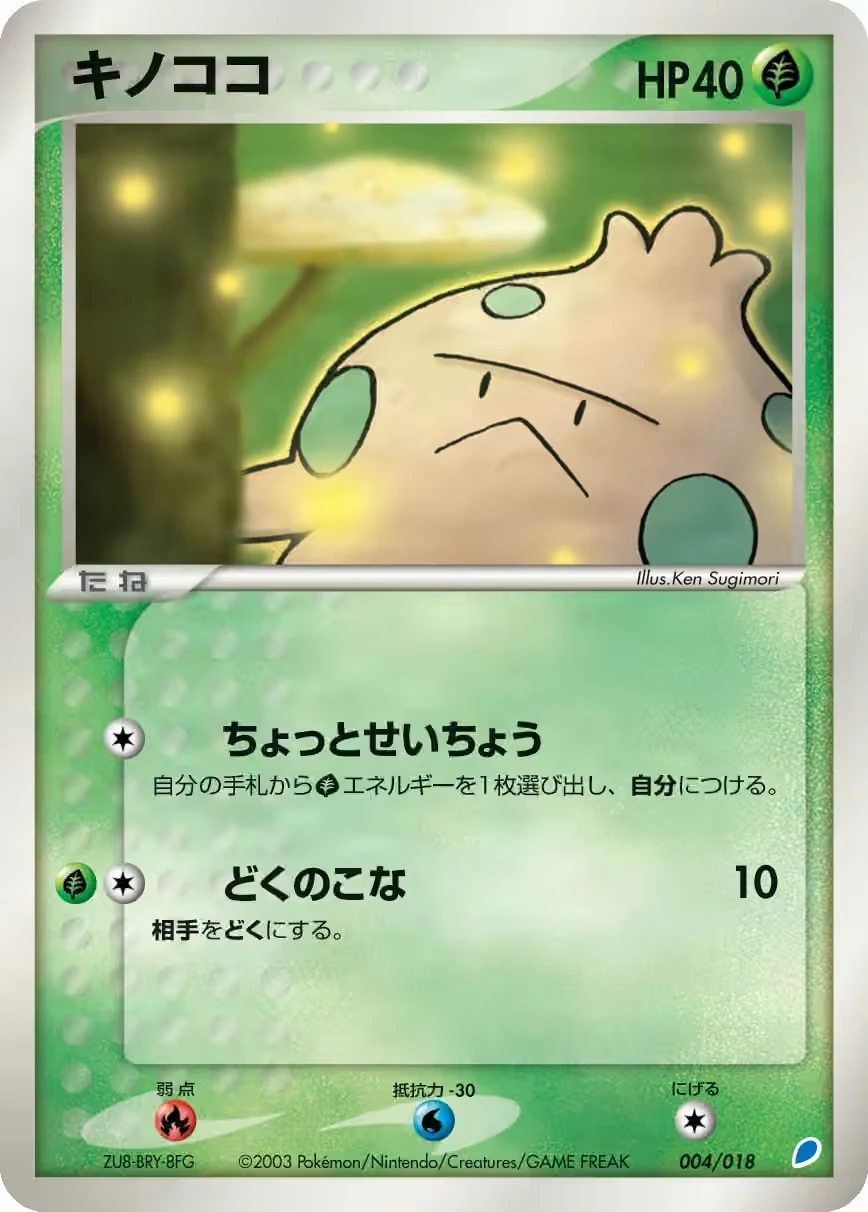 キノココ
HP40
たね
Illus.Ken Sugimori
ちょっとせいちょう
自分の手札からエネルギーを1枚選び出し、自分につける。
どくのこな 10
相手をどくにする。
弱点 抵抗力 -30 にげる
ZU8-BRY-8FG ©2003 Pokémon/Nintendo/Creatures/GAME FREAK 004/018